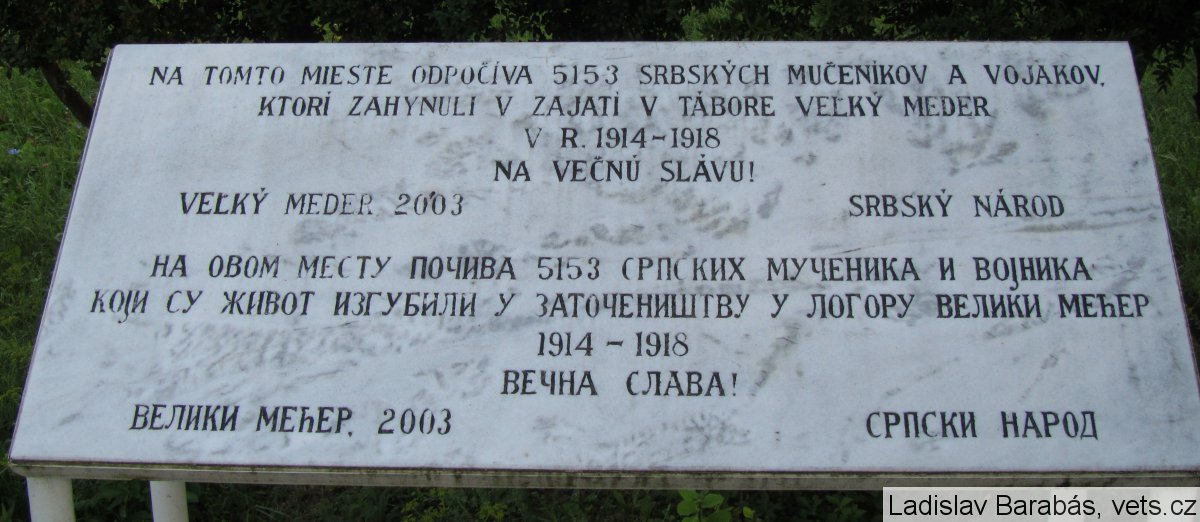 NA TOMTO MIESTE ODPOČÍVA 5153 SRBSKÝCH MUČENÍKOV A VOJAKOV,
KTORÍ ZAHYNULI V ZAJATÍ V TÁBORE VEĽKÝ MEDER
V R. 1914-1918
NA VEČNÚ SLÁVU!
VEĽKÝ MEDER 2003 SRBSKÝ NÁROD
НА ОВОМ МЕСТУ ПОЧИВА 5153 СРПСКИХ МУЧЕНИКА И ВОЈНИКА
КОЈИ СУ ЖИВОТ ИЗГУБИЛИ У ЗАТОЧЕНИШТВУ У ЛОГОРУ ВЕЛИКИ МЕЂЕР
1914 - 1918
ВЕЧНА СЛАВА!
ВЕЛИКИ МЕЂЕР, 2003 СРПСКИ НАРОД
Ladislav Barabás, vets.cz